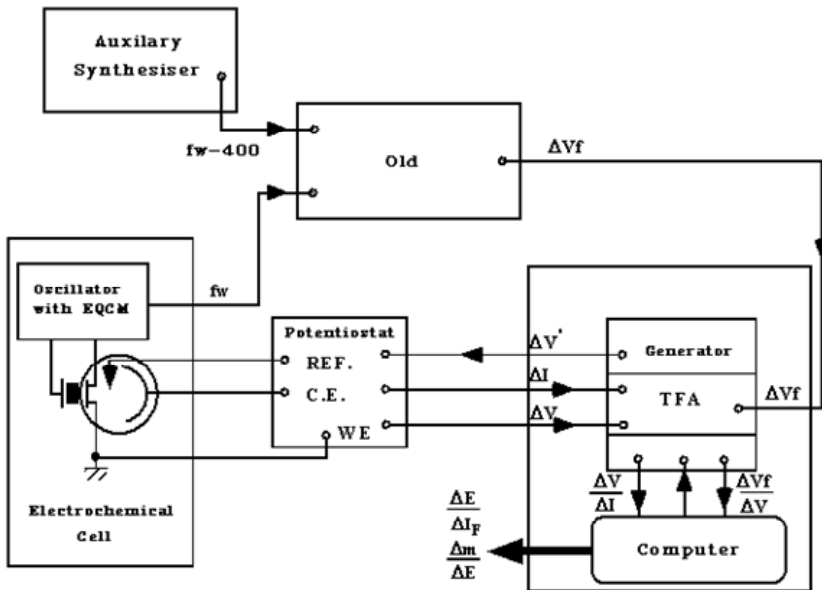 Auxilary
Synthesiser
fw-400
Old
ΔVf
Oscillator
with EQCM
fw
Potentiostat
REF.
C.E.
WE
ΔV'
ΔI
ΔV
Generator
TFA
ΔVf
ΔV
ΔI
ΔVf
ΔV
Electrochemical
Cell
ΔE
ΔI_F
Δm
ΔE
Computer